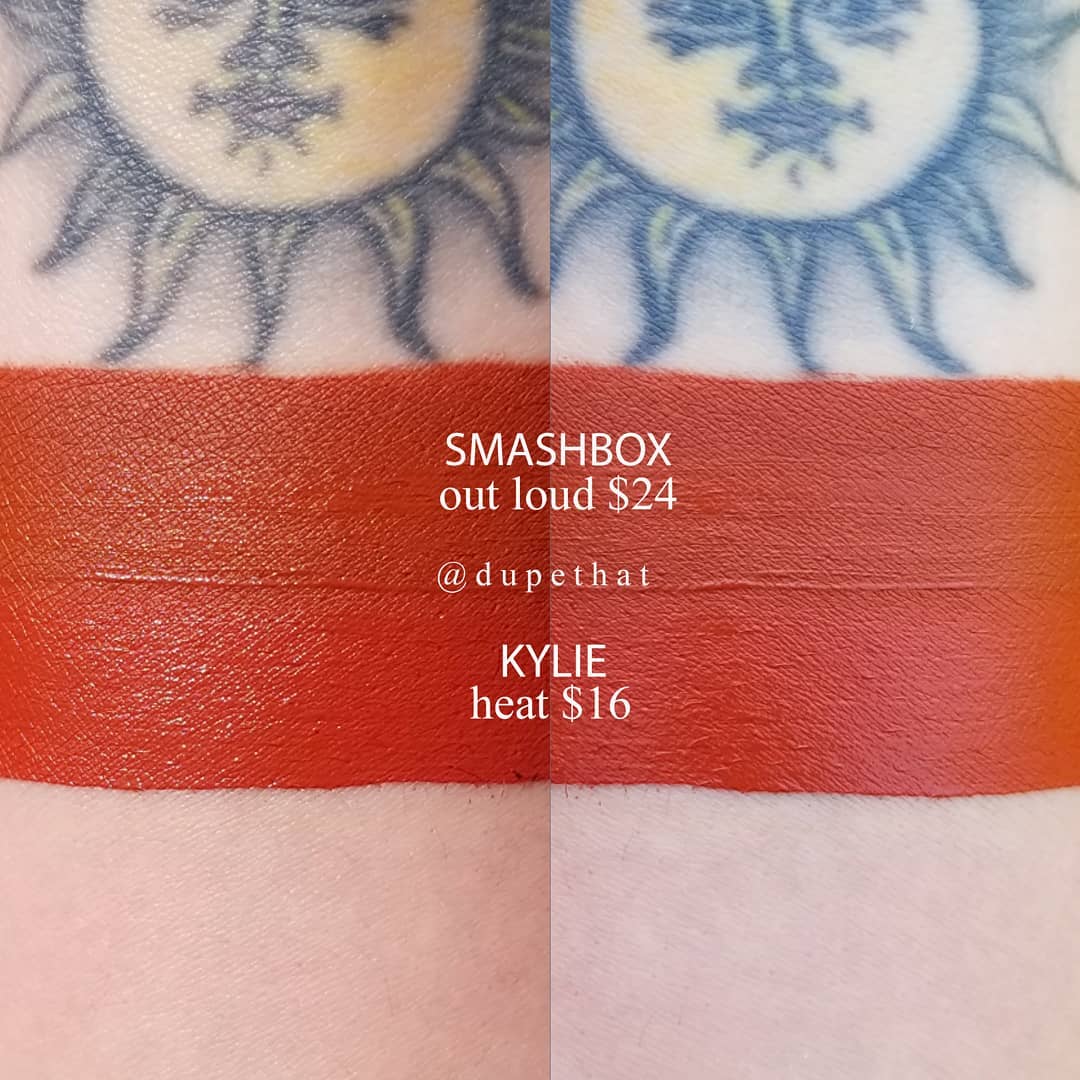 SMASHBOX
out loud $24
@dupethat
KYLIE
heat $16